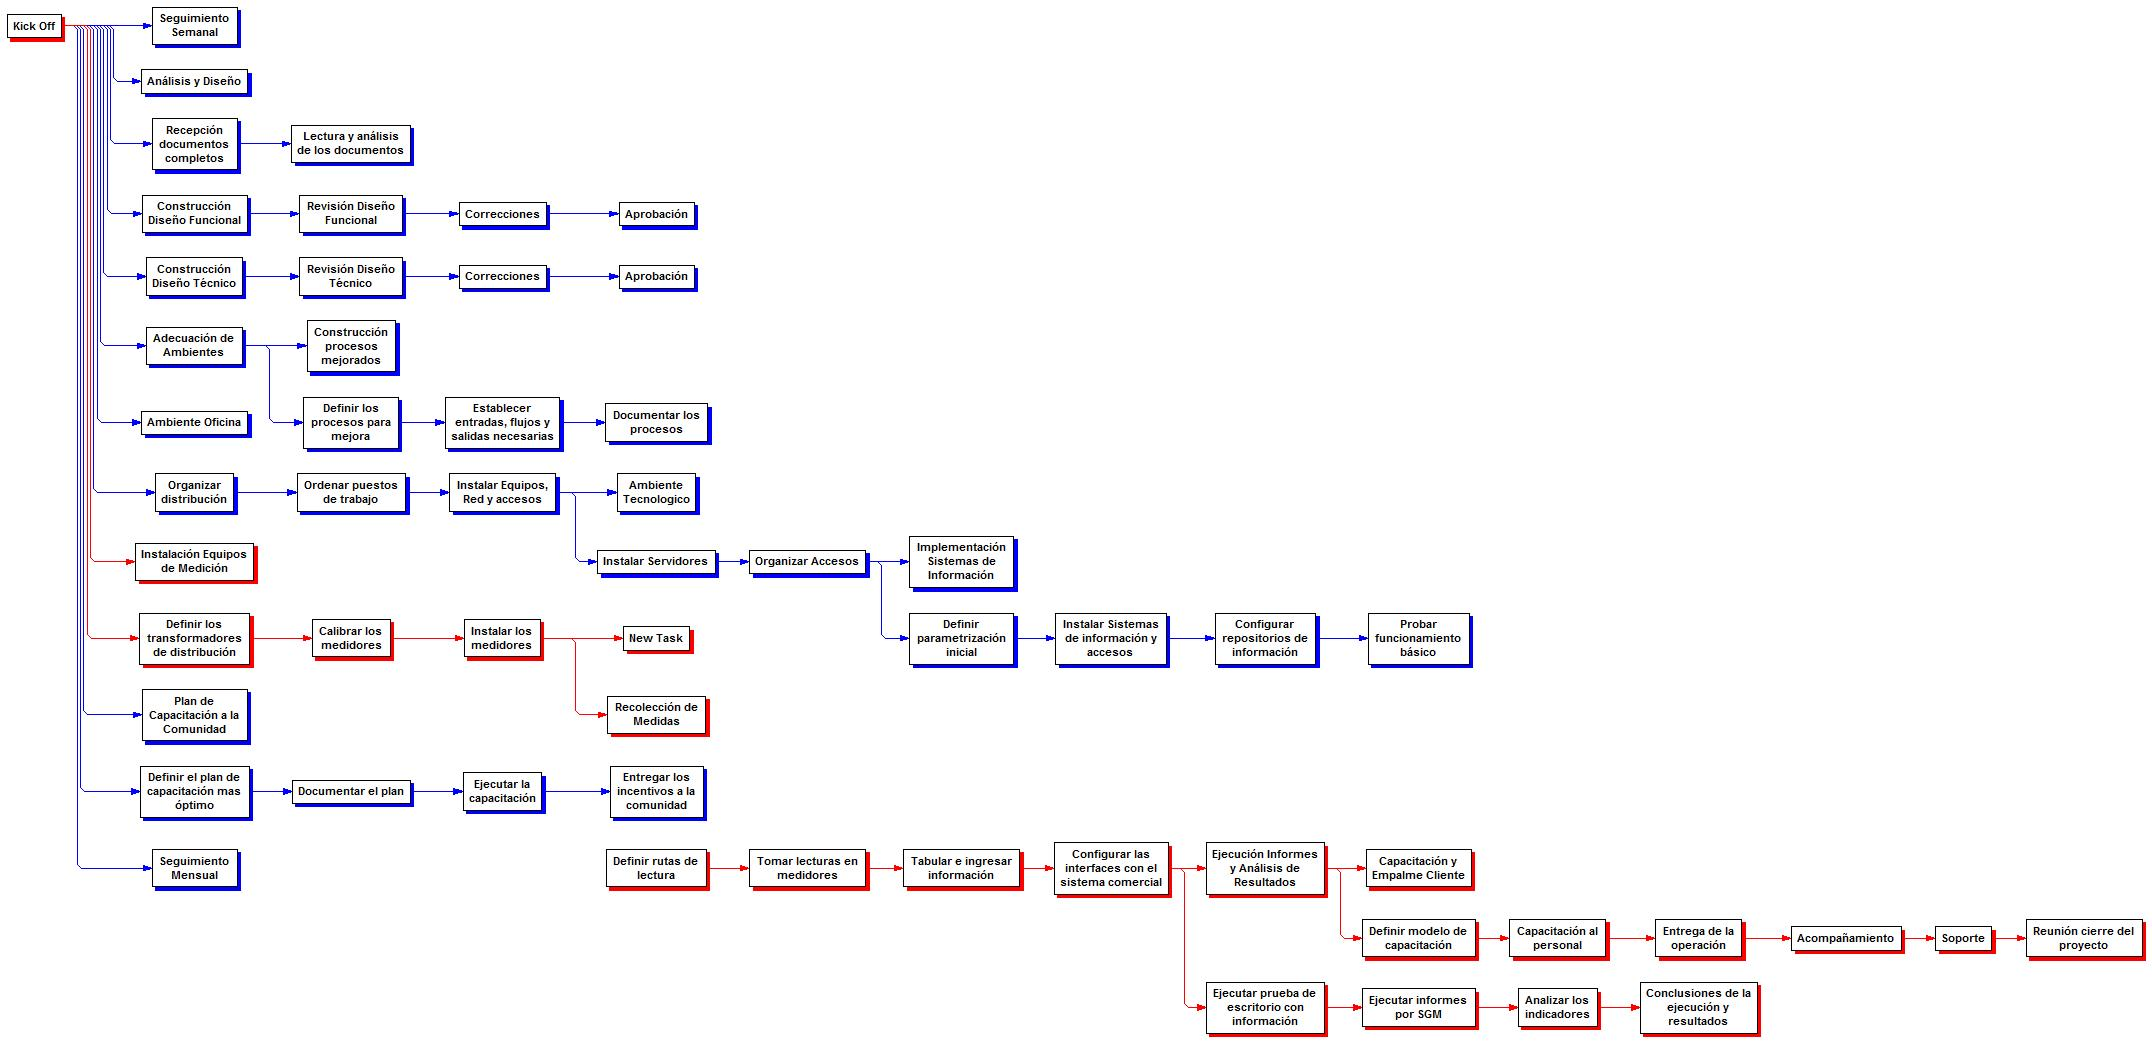 Kick Off
Seguimiento
Semanal
Análisis y Diseño
Recepción
documentos
completos
Lectura y análisis
de los documentos
Construcción
Diseño Funcional
Revisión Diseño
Funcional
Correcciones
Aprobación
Construcción
Diseño Técnico
Revisión Diseño
Técnico
Correcciones
Aprobación
Adecuación de
Ambientes
Construcción
procesos
mejorados
Ambiente Oficina
Definir los
procesos para
mejora
Establecer
entradas, flujos y
salidas necesarias
Documentar los
procesos
Organizar
distribución
Ordenar puestos
de trabajo
Instalar Equipos,
Red y accesos
Ambiente
Tecnologico
Instalación Equipos
de Medición
Instalar Servidores
Organizar Accesos
Implementación
Sistemas de
Información
Definir los
transformadores
de distribución
Calibrar los
medidores
Instalar los
medidores
New Task
Definir
parametrización
inicial
Instalar Sistemas
de información y
accesos
Configurar
repositorios de
información
Probar
funcionamiento
básico
Plan de
Capacitación a la
Comunidad
Recolección de
Medidas
Definir el plan de
capacitación mas
óptimo
Documentar el plan
Ejecutar la
capacitación
Entregar los
incentivos a la
comunidad
Seguimiento
Mensual
Definir rutas de
lectura
Tomar lecturas en
medidores
Tabular e ingresar
información
Configurar las
interfaces con el
sistema comercial
Ejecución Informes
y Análisis de
Resultados
Capacitación y
Empalme Cliente
Definir modelo de
capacitación
Capacitación al
personal
Entrega de la
operación
Acompañamiento
Soporte
Reunión cierre del
proyecto
Ejecutar prueba de
escritorio con
información
Ejecutar informes
por SGM
Analizar los
indicadores
Conclusiones de la
ejecución y
resultados